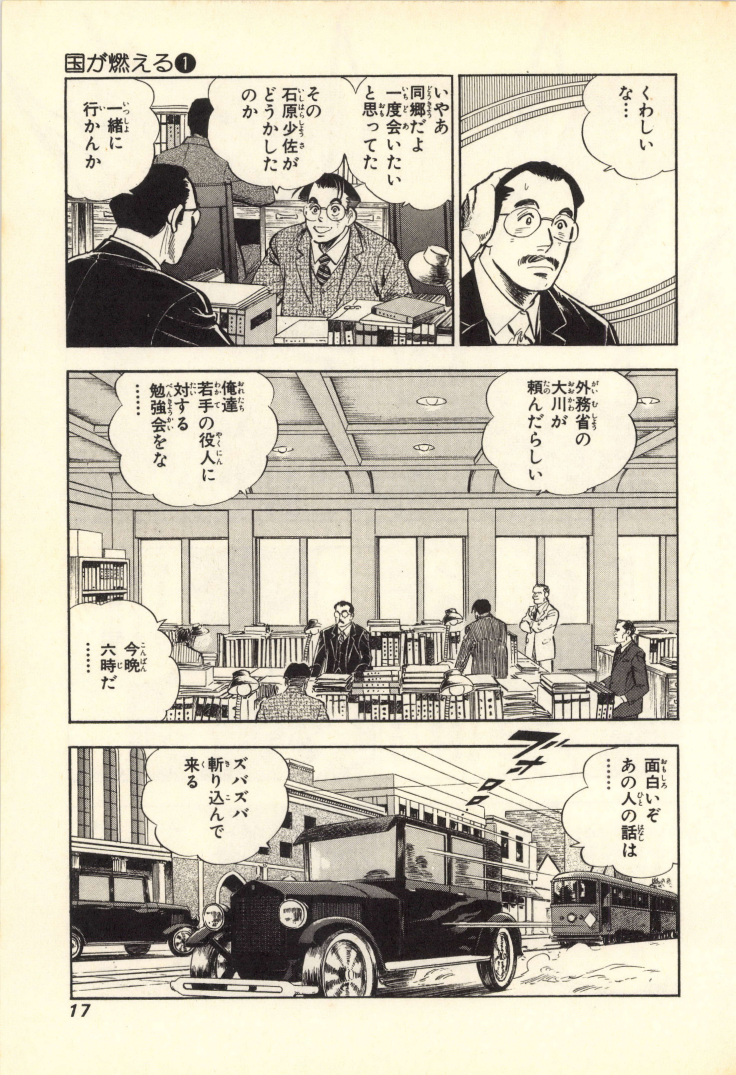 国が燃える❶
くわしい
な…
いやあ
同郷だよ
一度会いたい
と思ってた
その
石原少佐が
どうかした
のか
一緒に
行かんか
外務省の
大川が
頼んだらしい
俺達
若手の役人に
対する
勉強会をな
……
今晩
六時だ
……
面白いぞ
あの人の話は
……
ブオオ
ズバズバ
斬り込んで
来る
17